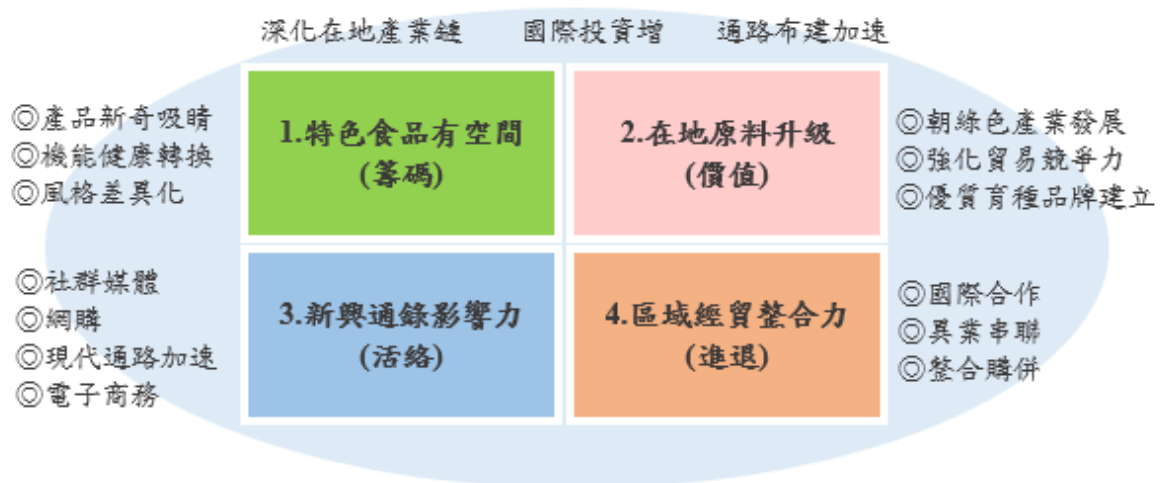 深化在地產業鏈 國際投資增 通路布建加速
◎產品新奇吸睛
◎機能健康轉換
◎風格差異化
1.特色食品有空間
(籌碼)
2.在地原料升級
(價值)
◎朝綠色產業發展
◎強化貿易競爭力
◎優質育種品牌建立
◎社群媒體
◎網購
◎現代通路加速
◎電子商務
3.新興通錄影響力
(活絡)
4.區域經貿整合力
(進退)
◎國際合作
◎異業串聯
◎整合購併